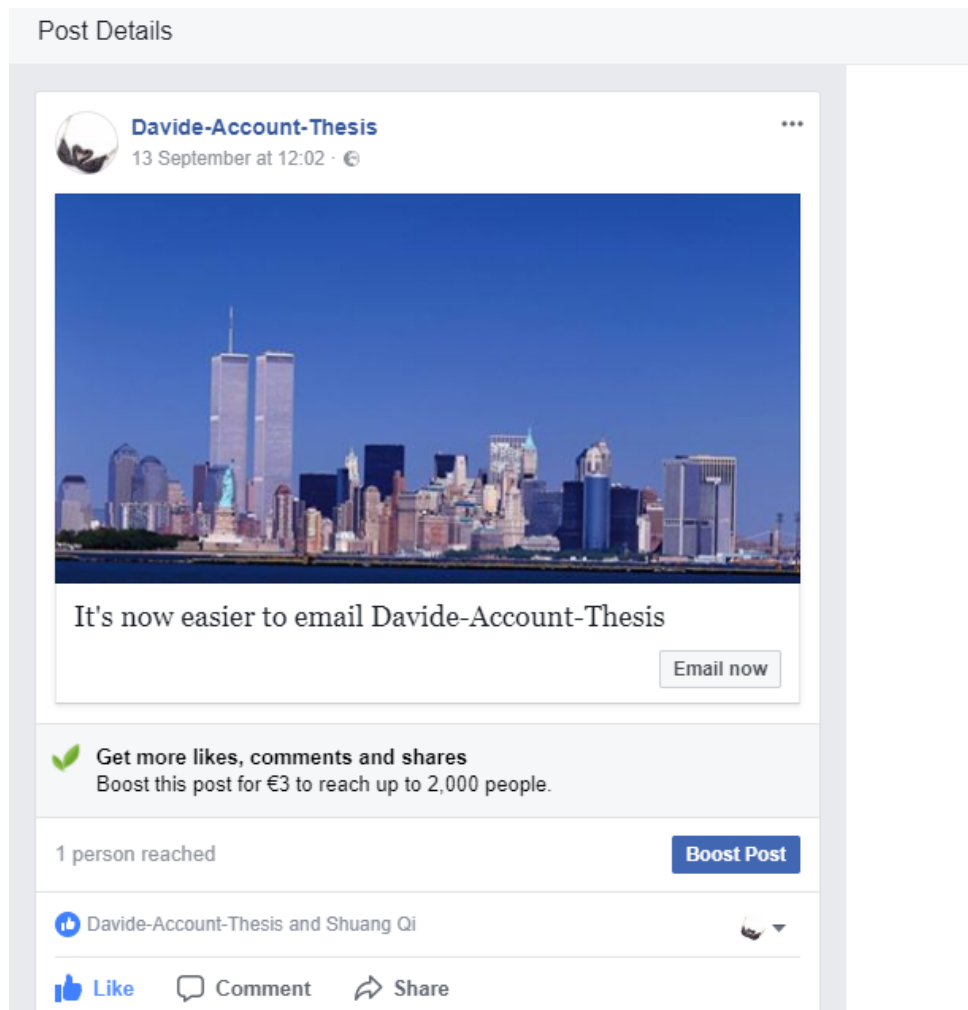 Post Details
Davide-Account-Thesis
13 September at 12:02 ·
It's now easier to email Davide-Account-Thesis
Email now
Get more likes, comments and shares
Boost this post for €3 to reach up to 2,000 people.
1 person reached
Boost Post
Davide-Account-Thesis and Shuang Qi
Like Comment Share